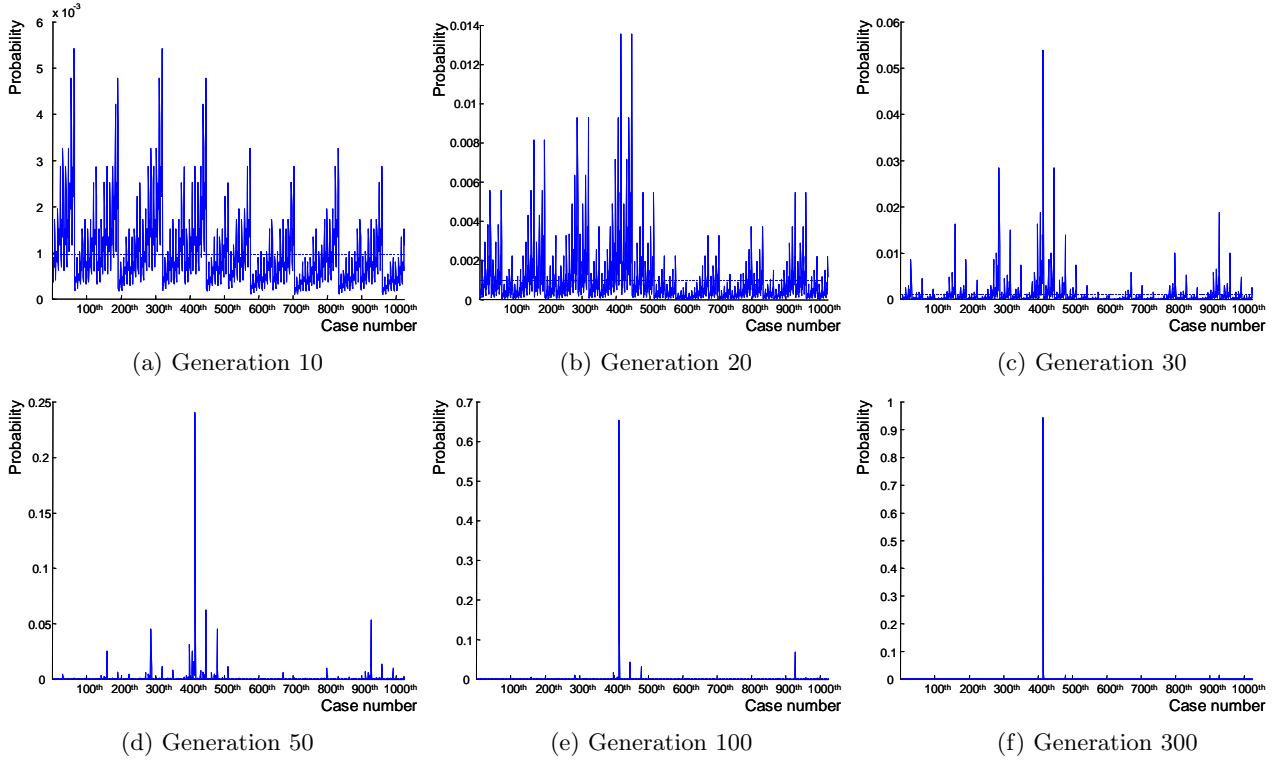 x 10⁻³
Probability
6
5
4
3
2
1
0
100th 200th 300th 400th 500th 600th 700th 800th 900th 1000th
Case number
(a) Generation 10
Probability
0.014
0.012
0.01
0.008
0.006
0.004
0.002
0
100th 200th 300th 400th 500th 600th 700th 800th 900th 1000th
Case number
(b) Generation 20
Probability
0.06
0.05
0.04
0.03
0.02
0.01
0
100th 200th 300th 400th 500th 600th 700th 800th 900th 1000th
Case number
(c) Generation 30
Probability
0.25
0.2
0.15
0.1
0.05
0
100th 200th 300th 400th 500th 600th 700th 800th 900th 1000th
Case number
(d) Generation 50
Probability
0.7
0.6
0.5
0.4
0.3
0.2
0.1
0
100th 200th 300th 400th 500th 600th 700th 800th 900th 1000th
Case number
(e) Generation 100
Probability
1
0.9
0.8
0.7
0.6
0.5
0.4
0.3
0.2
0.1
0
100th 200th 300th 400th 500th 600th 700th 800th 900th 1000th
Case number
(f) Generation 300